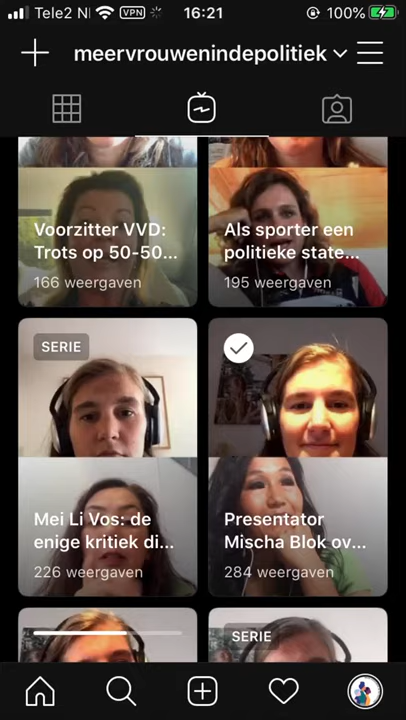 Tele2 Nl VPN 16:21 100%
meervrouwenindepolitiek
Voorzitter VVD:
Trots op 50-50...
166 weergaven
Als sporter een
politieke state...
195 weergaven
SERIE
Mei Li Vos: de
enige kritiek di...
226 weergaven
Presentator
Mischa Blok ov...
284 weergaven
SERIE